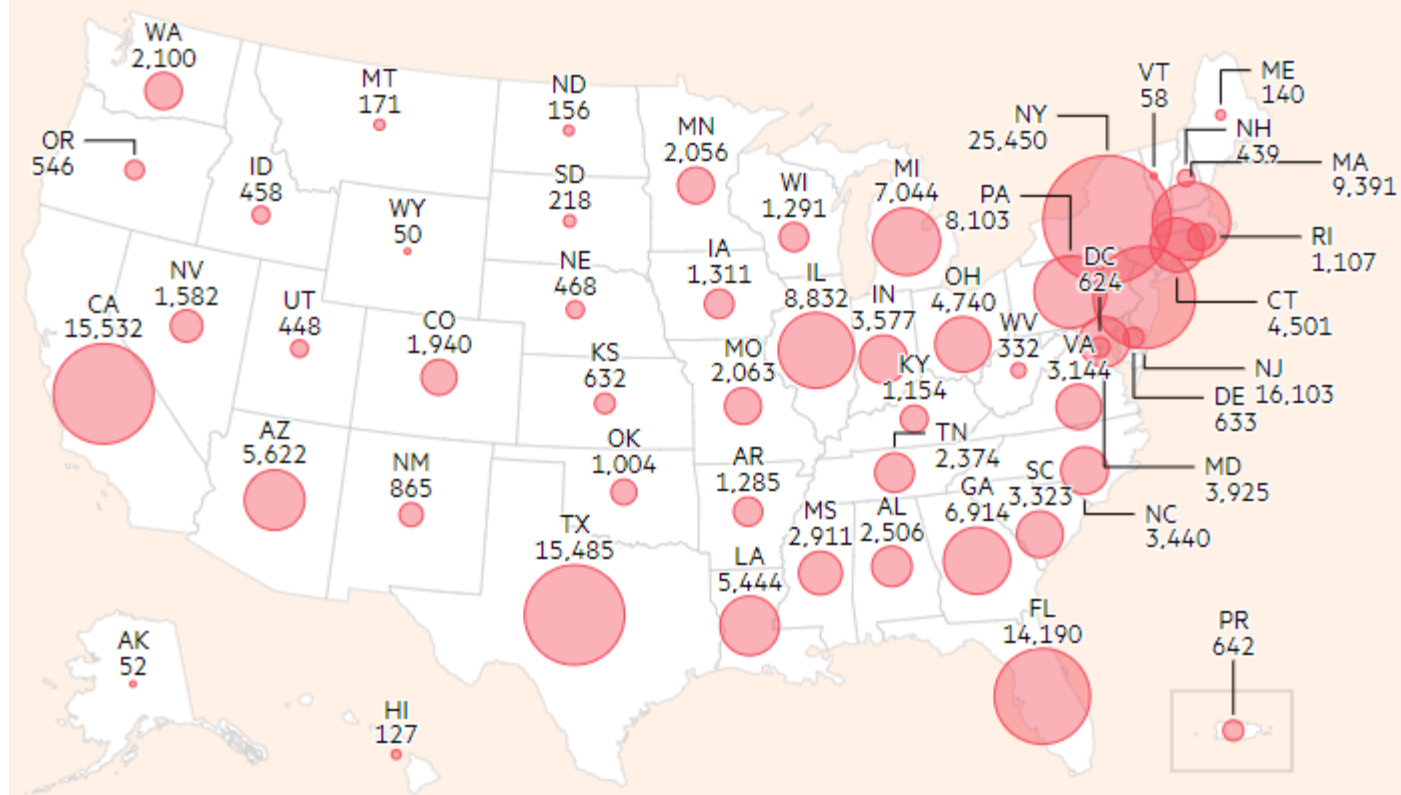 WA
2,100
MT
171
ND
156
VT
58
ME
140
NY
25,450
NH
439
OR
546
MN
2,056
MA
9,391
ID
458
SD
218
WI
1,291
MI
7,044
PA
8,103
WY
50
RI
1,107
NV
1,582
NE
468
IA
1,311
DC
624
CA
15,532
UT
448
IL
8,832
IN
3,577
OH
4,740
CT
4,501
CO
1,940
WV
332
KS
632
MO
2,063
KY
1,154
VA
3,144
NJ
16,103
DE
633
AZ
5,622
OK
1,004
TN
2,374
NM
865
AR
1,285
SC
3,323
MD
3,925
GA
6,914
MS
2,911
AL
2,506
NC
3,440
TX
15,485
LA
5,444
FL
14,190
PR
642
AK
52
HI
127